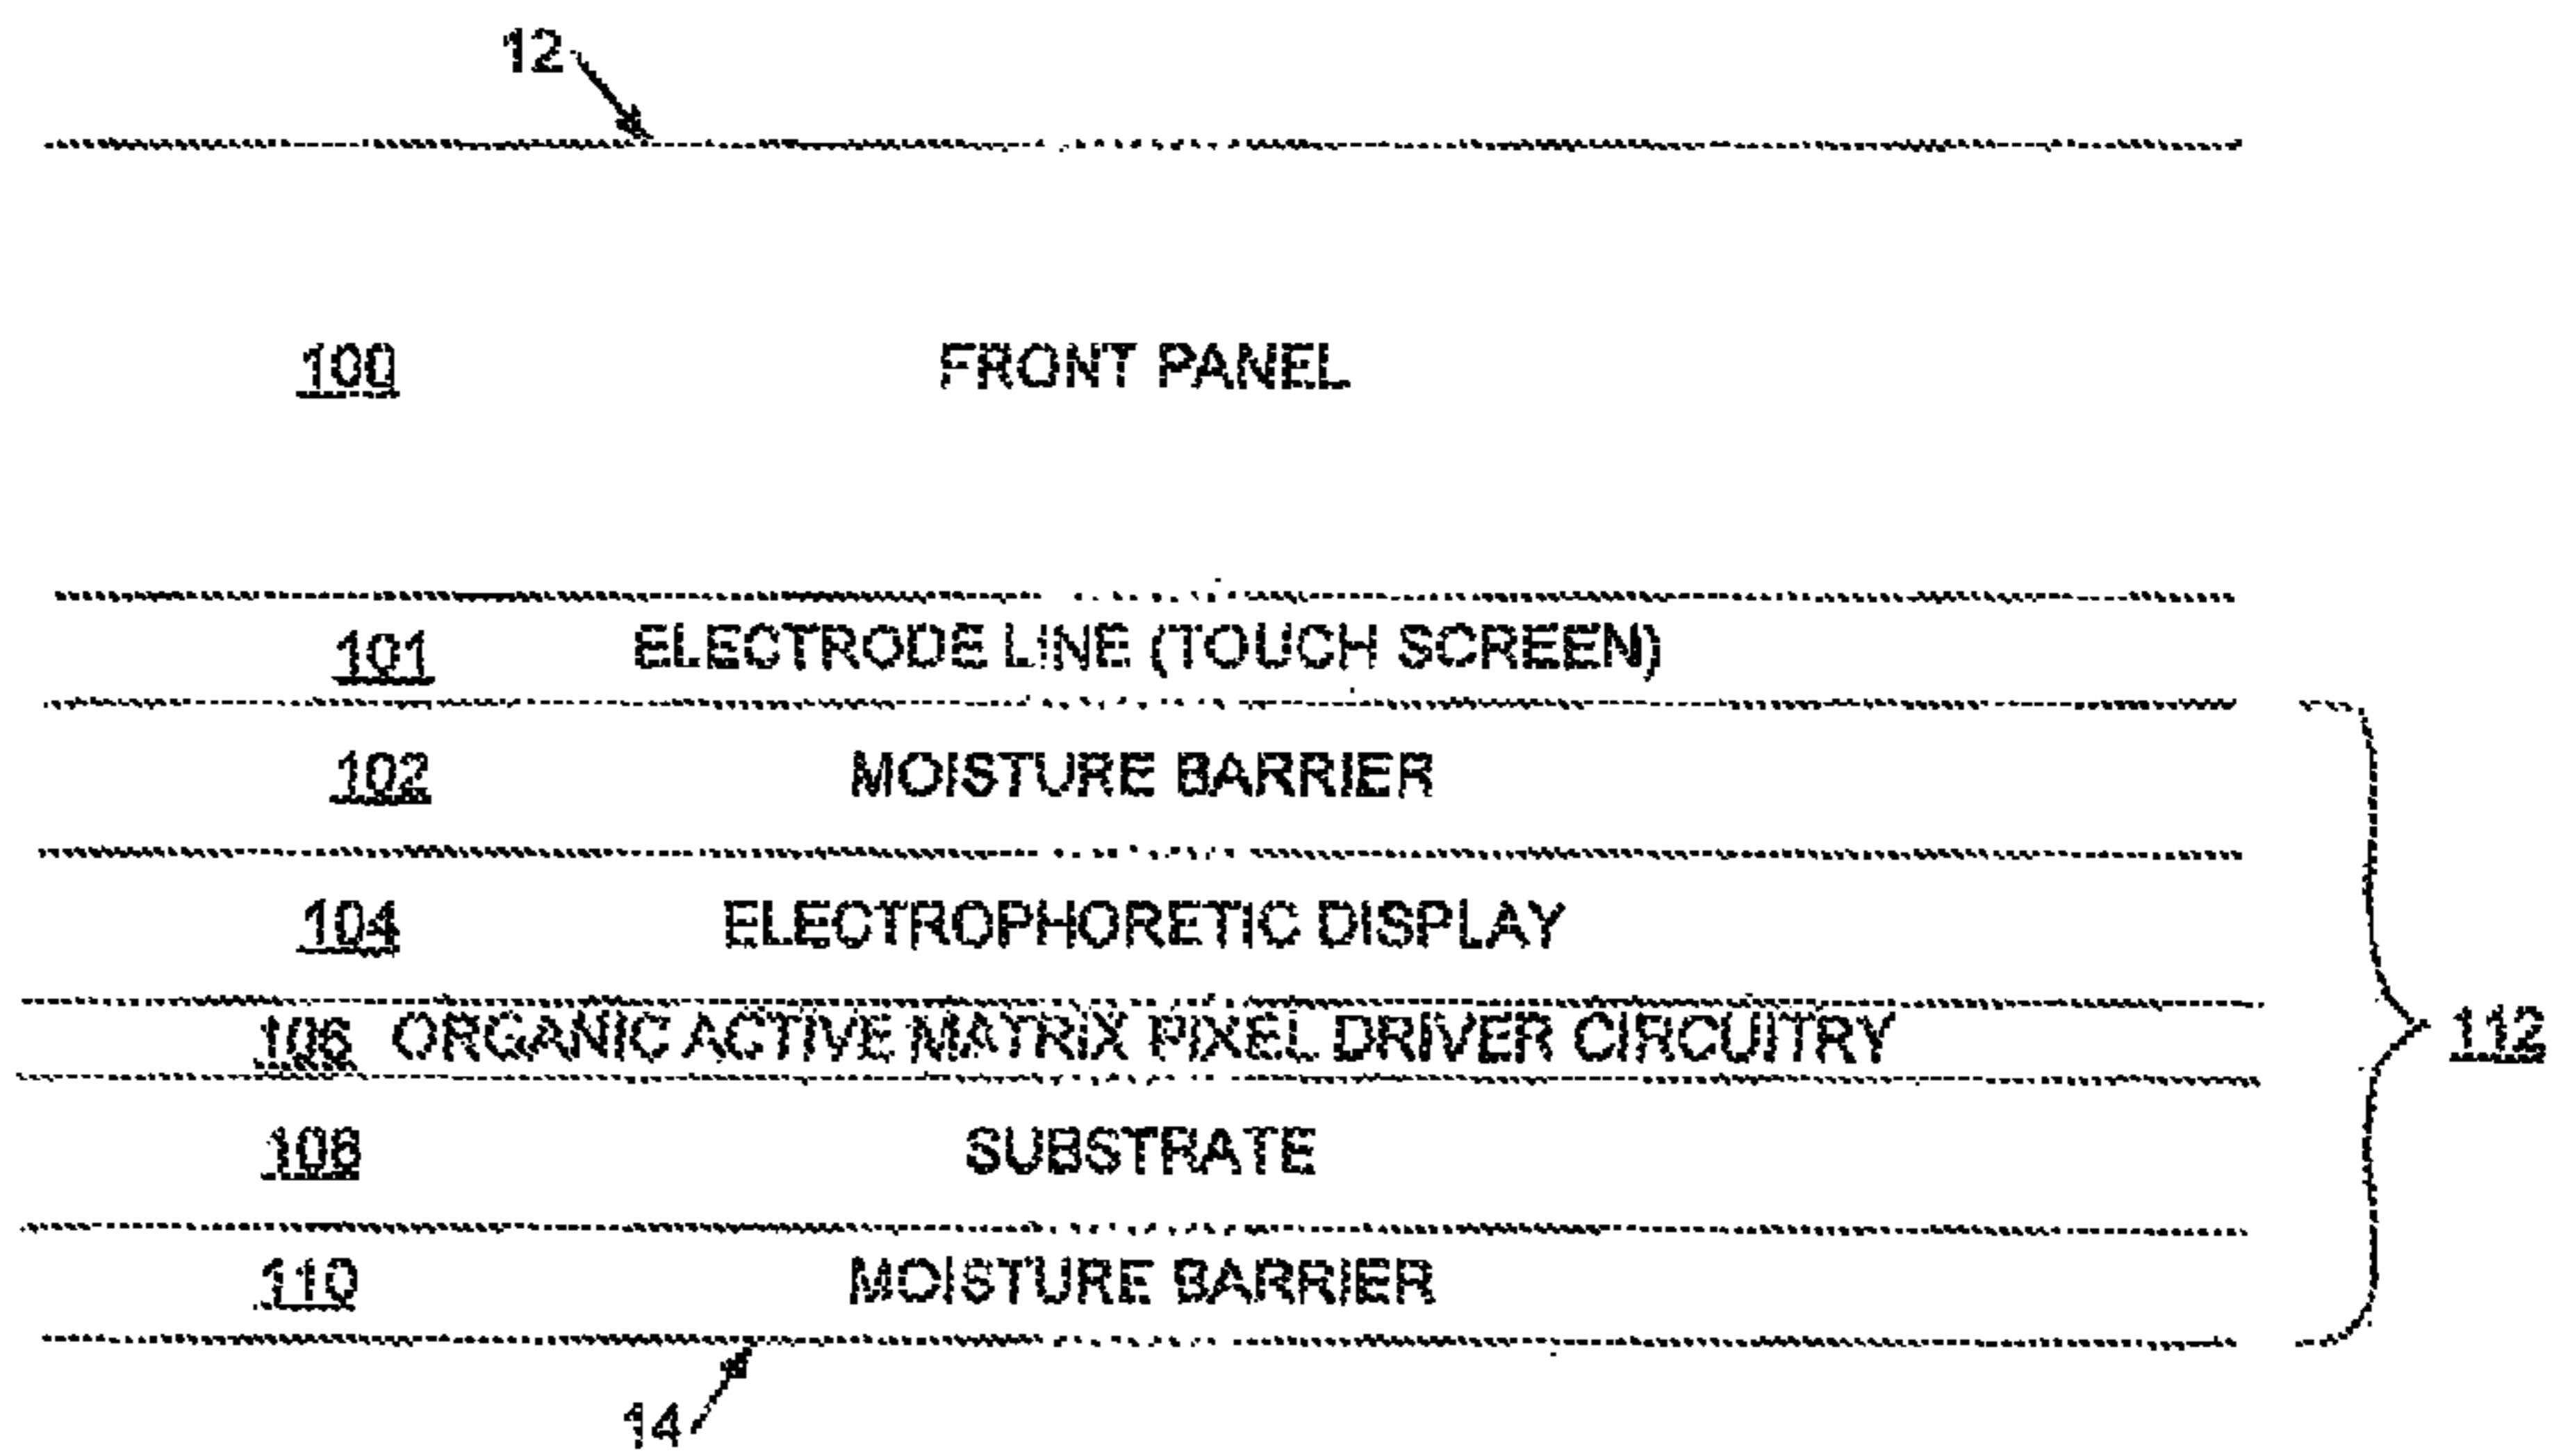 12
100 FRONT PANEL
101 ELECTRODE LINE (TOUCH SCREEN)
102 MOISTURE BARRIER
104 ELECTROPHORETIC DISPLAY
106 ORGANIC ACTIVE MATRIX PIXEL DRIVER CIRCUITRY
112
108 SUBSTRATE
110 MOISTURE BARRIER
14